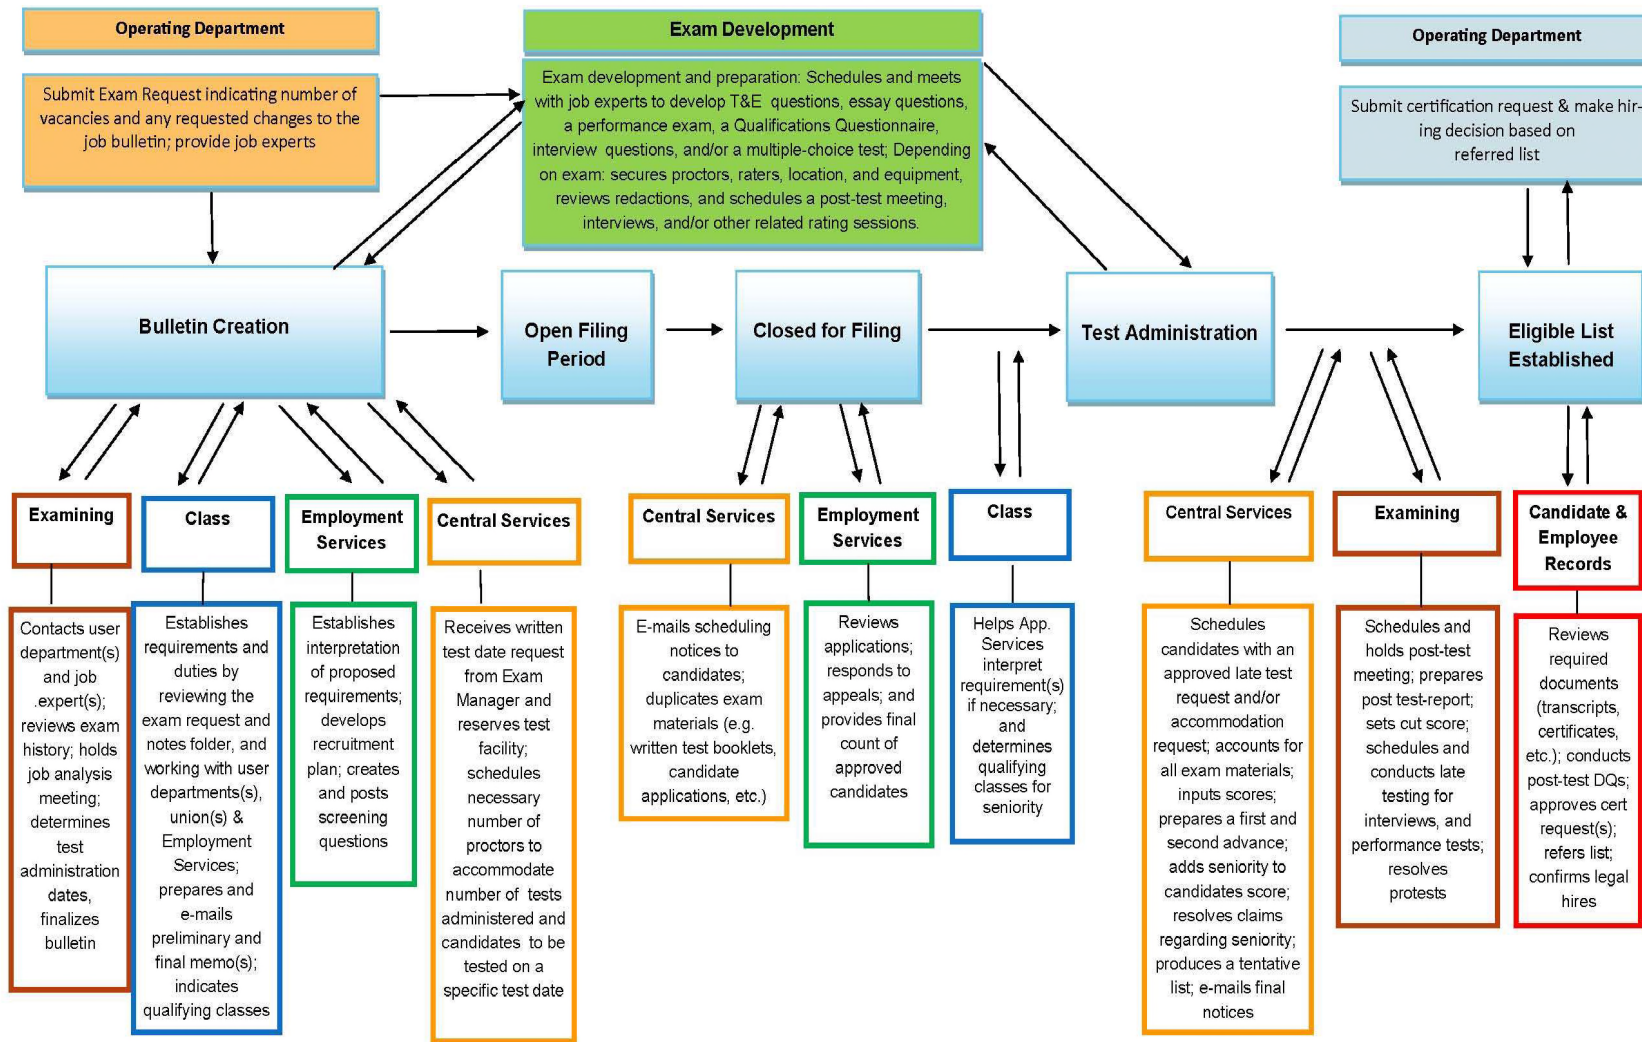 Operating Department
Submit Exam Request indicating number of
vacancies and any requested changes to the
job bulletin; provide job experts
Exam Development
Exam development and preparation: Schedules and meets
with job experts to develop T&E questions, essay questions,
a performance exam, a Qualifications Questionnaire,
interview questions, and/or a multiple-choice test; Depending
on exam: secures proctors, raters, location, and equipment,
reviews redactions, and schedules a post-test meeting,
interviews, and/or other related rating sessions.
Operating Department
Submit certification request & make hir-
ing decision based on
referred list
Bulletin Creation
Open Filing
Period
Closed for Filing
Test Administration
Eligible List
Established
Examining
Contacts user
department(s)
and job
.expert(s);
reviews exam
history; holds
job analysis
meeting;
determines
test
administration
dates,
finalizes
bulletin
Class
Establishes
requirements and
duties by
reviewing the
exam request and
notes folder, and
working with user
departments(s),
union(s) &
Employment
Services;
prepares and
e-mails
preliminary and
final memo(s);
indicates
qualifying classes
Employment
Services
Establishes
interpretation
of proposed
requirements;
develops
recruitment
plan; creates
and posts
screening
questions
Central Services
Receives written
test date request
from Exam
Manager and
reserves test
facility;
schedules
necessary
number of
proctors to
accommodate
number of tests
administered and
candidates to be
tested on a
specific test date
Central Services
E-mails scheduling
notices to
candidates;
duplicates exam
materials (e.g.
written test booklets,
candidate
applications, etc.)
Employment
Services
Reviews
applications;
responds to
appeals; and
provides final
count of
approved
candidates
Class
Helps App.
Services
interpret
requirement(s)
if necessary;
and
determines
qualifying
classes for
seniority
Central Services
Schedules
candidates with an
approved late test
request and/or
accommodation
request; accounts for
all exam materials;
inputs scores;
prepares a first and
second advance;
adds seniority to
candidates score;
resolves claims
regarding seniority;
produces a tentative
list; e-mails final
notices
Examining
Schedules and
holds post-test
meeting; prepares
post test-report;
sets cut score;
schedules and
conducts late
testing for
interviews, and
performance tests;
resolves
protests
Candidate &
Employee
Records
Reviews
required
documents
(transcripts,
certificates,
etc.); conducts
post-test DQs;
approves cert
request(s);
refers list;
confirms legal
hires